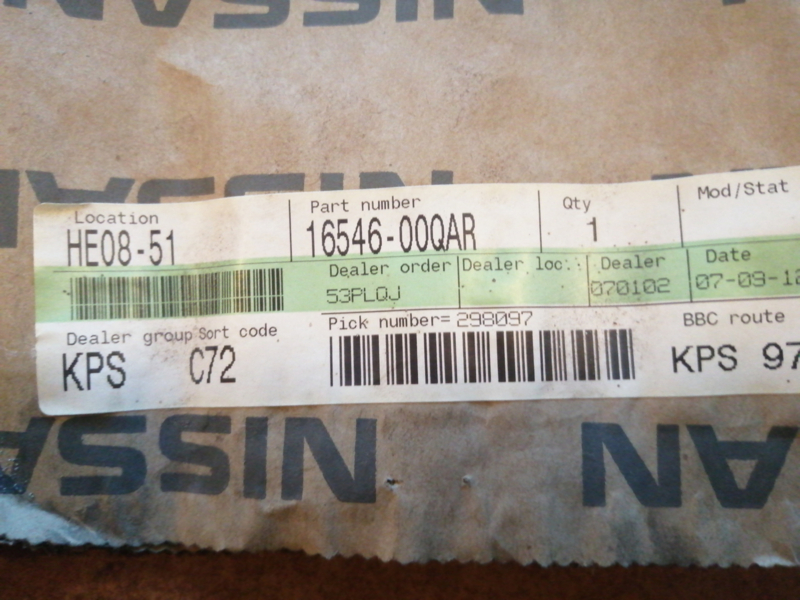 NISSAN
NISSAN
Location
HE08-51
Part number
16546-00QAR
Qty
1
Mod/Stat
Dealer order
53PLQJ
Dealer loc.
Dealer
070102
Date
07-09-12
Dealer group
KPS
Sort code
C72
Pick number= 298097
BBC route
KPS 97
NISSAN
AN